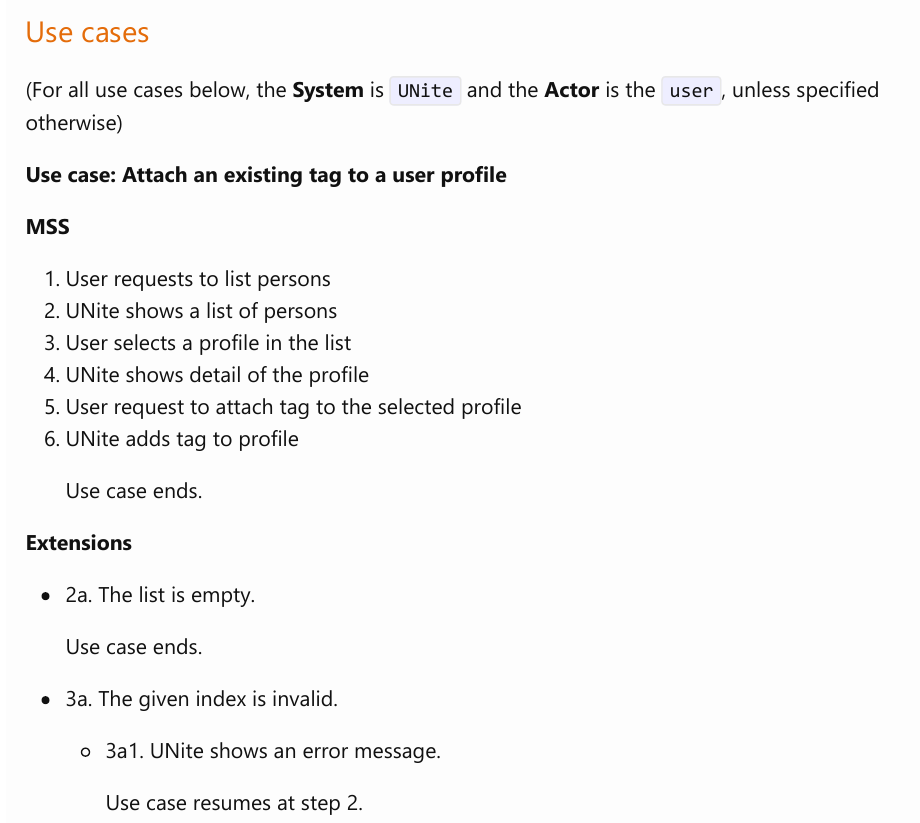 Use cases
(For all use cases below, the System is UNite and the Actor is the user, unless specified
otherwise)
Use case: Attach an existing tag to a user profile
MSS
1. User requests to list persons
2. UNite shows a list of persons
3. User selects a profile in the list
4. UNite shows detail of the profile
5. User request to attach tag to the selected profile
6. UNite adds tag to profile
Use case ends.
Extensions
• 2a. The list is empty.
Use case ends.
• 3a. The given index is invalid.
○ 3a1. UNite shows an error message.
Use case resumes at step 2.